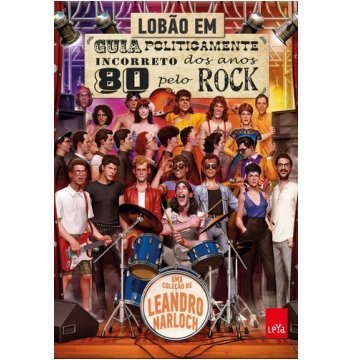 LOBÃO EM
GUIA POLITICAMENTE
INCORRETO dos anos
80 pelo ROCK
UMA
COLEÇÃO DE
LEANDRO
NARLOCH
LeYa